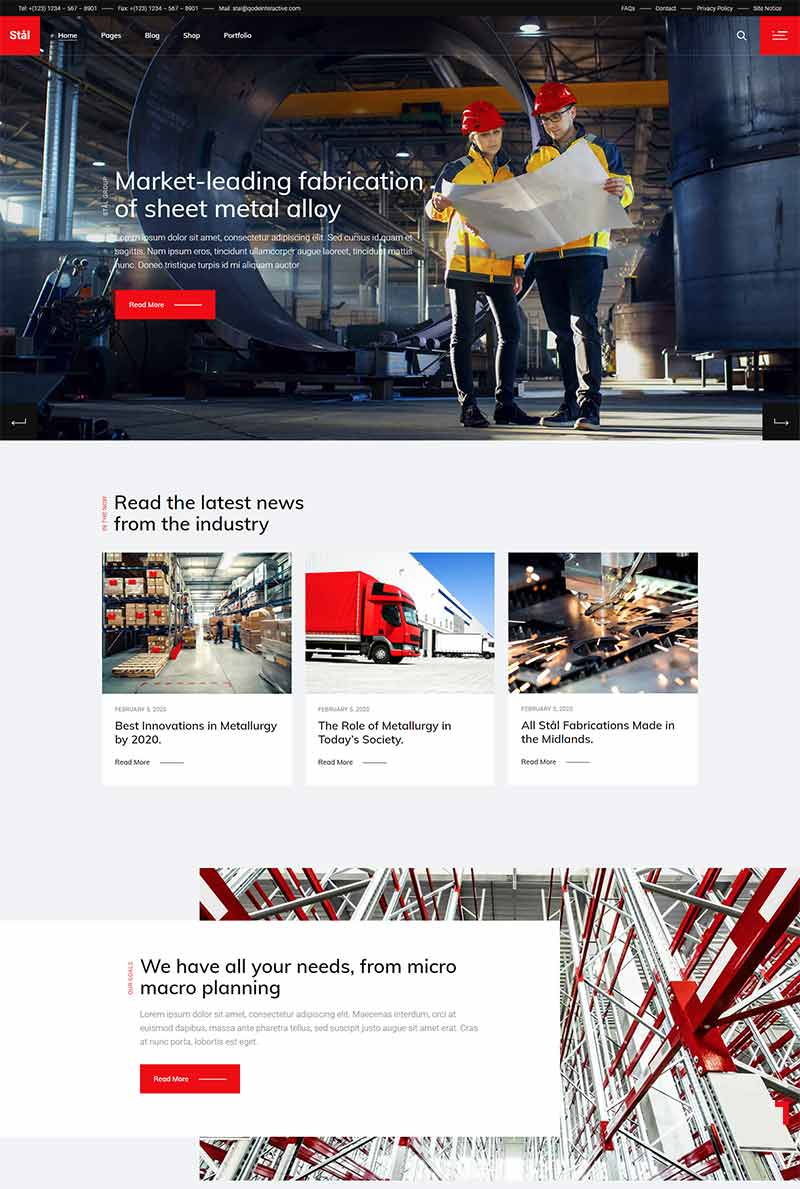 Tel: +(123) 1234 – 567 – 8901 Fax: +(123) 1234 – 567 – 8901 Mail: stal@qodeinteractive.com FAQs Contact Privacy Policy Site Notice
Stål Home Pages Blog Shop Portfolio
STÅL GROUP
Market-leading fabrication
of sheet metal alloy
Lorem ipsum dolor sit amet, consectetur adipiscing elit. Sed cursus id quam et
sagittis. Nam ipsum eros, tincidunt ullamcorper augue laoreet, tincidunt mattis
nunc. Donec tristique turpis id mi aliquam auctor
Read More
IN THE NOW
Read the latest news
from the industry
FEBRUARY 5, 2020
Best Innovations in Metallurgy
by 2020.
Read More
FEBRUARY 5, 2020
The Role of Metallurgy in
Today's Society.
Read More
FEBRUARY 5, 2020
All Stål Fabrications Made in
the Midlands.
Read More
OUR GOALS
We have all your needs, from micro
macro planning
Lorem ipsum dolor sit amet, consectetur adipiscing elit. Maecenas interdum, orci at
euismod dapibus, massa ante pharetra tellus, sed suscipit justo augue sit amet erat. Cras
at nunc porta, lobortis est eget.
Read More